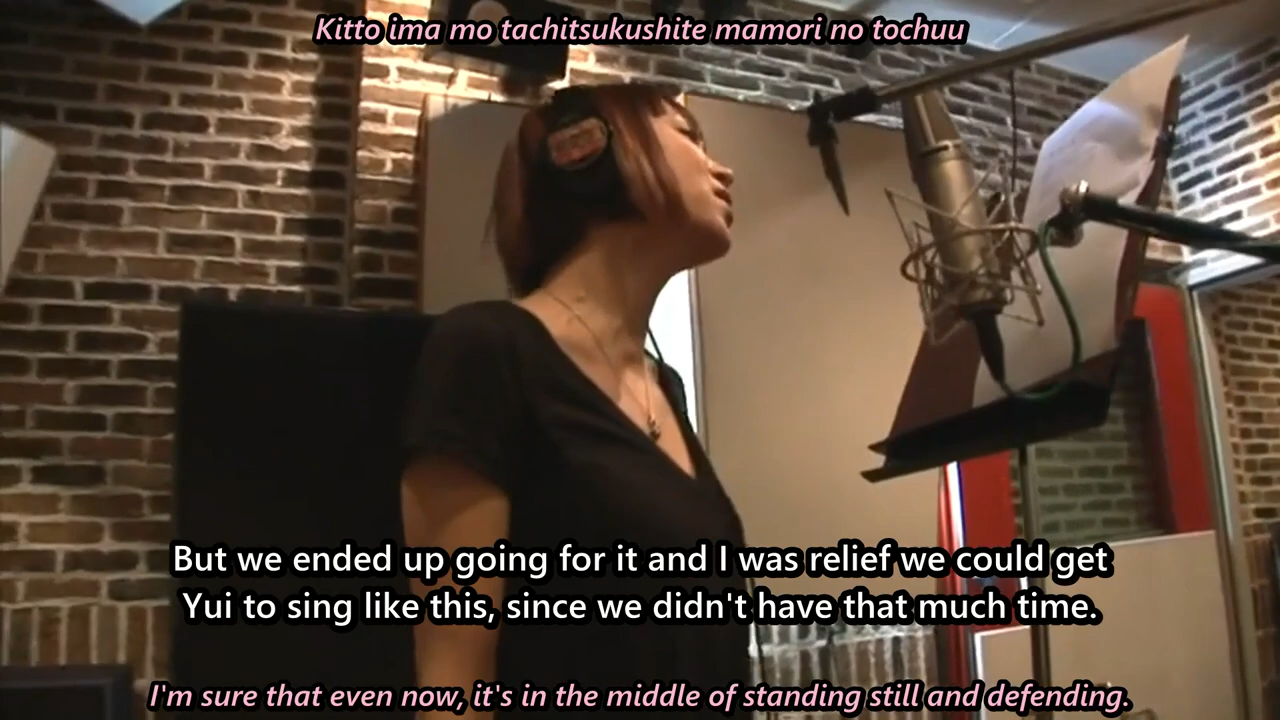 Kitto ima mo tachitsukushite mamori no tochuu
But we ended up going for it and I was relief we could get
Yui to sing like this, since we didn't have that much time.
I'm sure that even now, it's in the middle of standing still and defending.